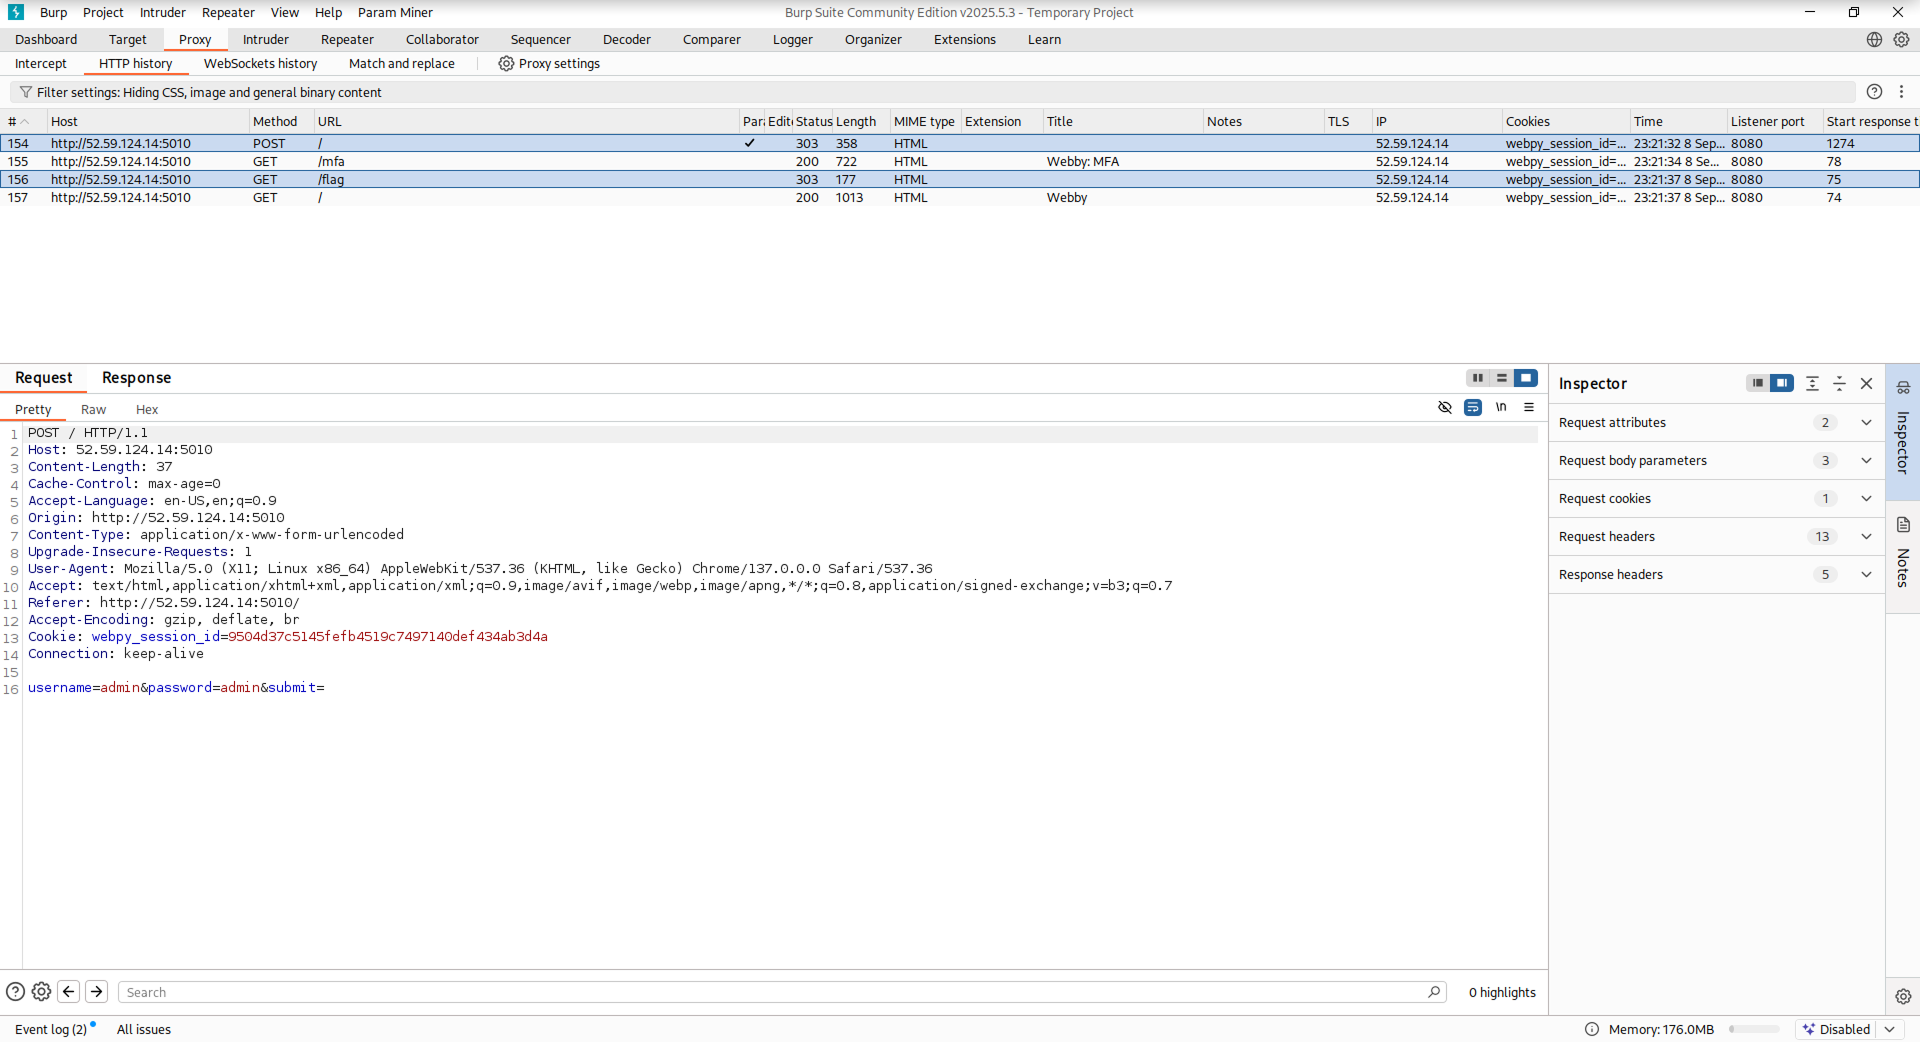 Burp Project Intruder Repeater View Help Param Miner Burp Suite Community Edition v2025.5.3 - Temporary Project
Dashboard Target Proxy Intruder Repeater Collaborator Sequencer Decoder Comparer Logger Organizer Extensions Learn
Intercept HTTP history WebSockets history Match and replace Proxy settings
Filter settings: Hiding CSS, image and general binary content
# Host Method URL Para Edite Status Length MIME type Extension Title Notes TLS IP Cookies Time Listener port Start response t
154 http://52.59.124.14:5010 POST / ✓ 303 358 HTML 52.59.124.14 webpy_session_id=... 23:21:32 8 Sep... 8080 1274
155 http://52.59.124.14:5010 GET /mfa 200 722 HTML Webby: MFA 52.59.124.14 webpy_session_id=... 23:21:34 8 Se... 8080 78
156 http://52.59.124.14:5010 GET /flag 303 177 HTML 52.59.124.14 webpy_session_id=... 23:21:37 8 Sep... 8080 75
157 http://52.59.124.14:5010 GET / 200 1013 HTML Webby 52.59.124.14 webpy_session_id=... 23:21:37 8 Sep... 8080 74
Request Response
Pretty Raw Hex \n
1 POST / HTTP/1.1
2 Host: 52.59.124.14:5010
3 Content-Length: 37
4 Cache-Control: max-age=0
5 Accept-Language: en-US,en;q=0.9
6 Origin: http://52.59.124.14:5010
7 Content-Type: application/x-www-form-urlencoded
8 Upgrade-Insecure-Requests: 1
9 User-Agent: Mozilla/5.0 (X11; Linux x86_64) AppleWebKit/537.36 (KHTML, like Gecko) Chrome/137.0.0.0 Safari/537.36
10 Accept: text/html,application/xhtml+xml,application/xml;q=0.9,image/avif,image/webp,image/apng,*/*;q=0.8,application/signed-exchange;v=b3;q=0.7
11 Referer: http://52.59.124.14:5010/
12 Accept-Encoding: gzip, deflate, br
13 Cookie: webpy_session_id=9504d37c5145fefb4519c7497140def434ab3d4a
14 Connection: keep-alive
15
16 username=admin&password=admin&submit=
Inspector
Request attributes 2
Request body parameters 3
Request cookies 1
Request headers 13
Response headers 5
Inspector
Notes
Search 0 highlights
Event log (2) All issues Memory: 176.0MB Disabled